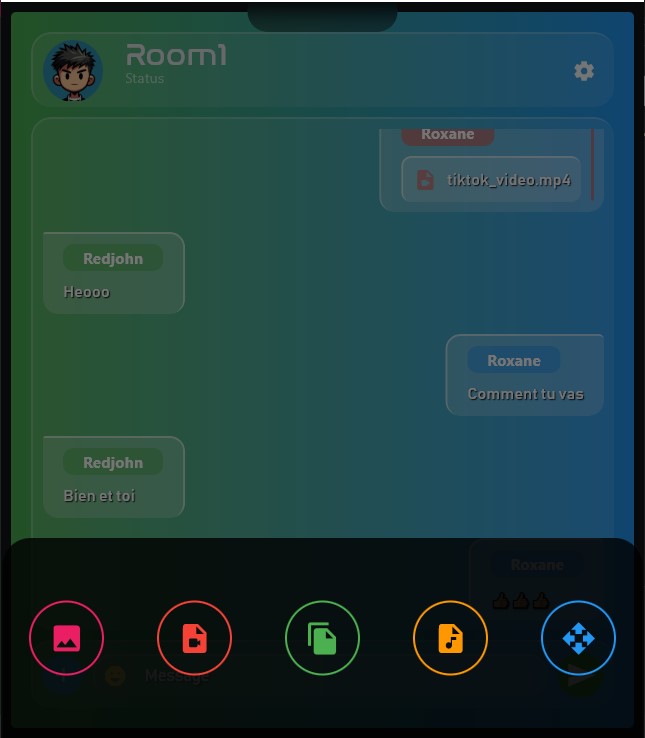 Room1
Status
Roxane
tiktok_video.mp4
Redjohn
Heooo
Roxane
Comment tu vas
Redjohn
Bien et toi
Roxane
👍👍👍
Message